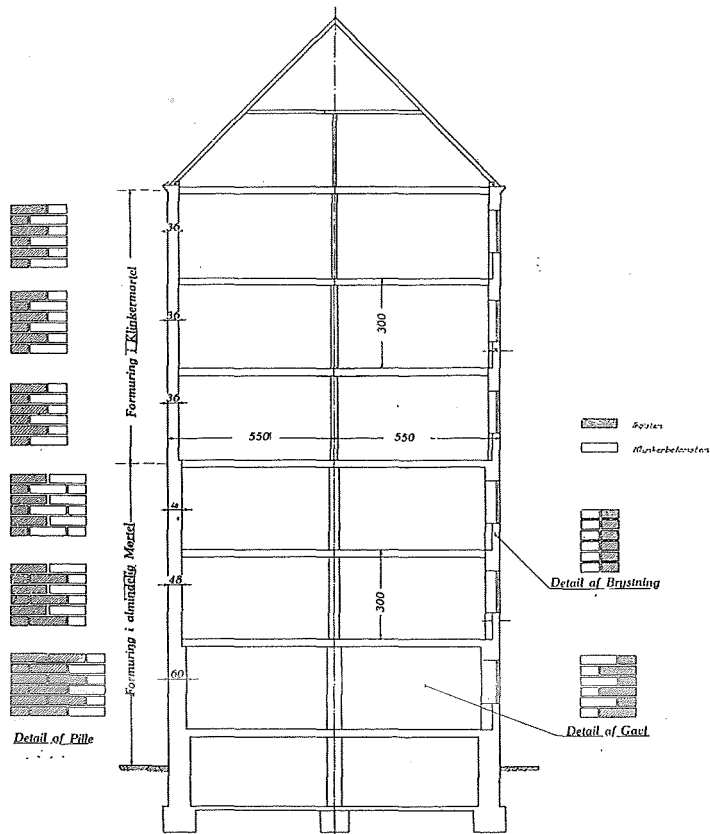 36
Formuring i Klinkermørtel
36
300
36
550
550
Klinkerbetonsten
Formuring i almindelig Mørtel
48
300
Detail af Brystning
60
Detail af Pille
Detail af Gavl